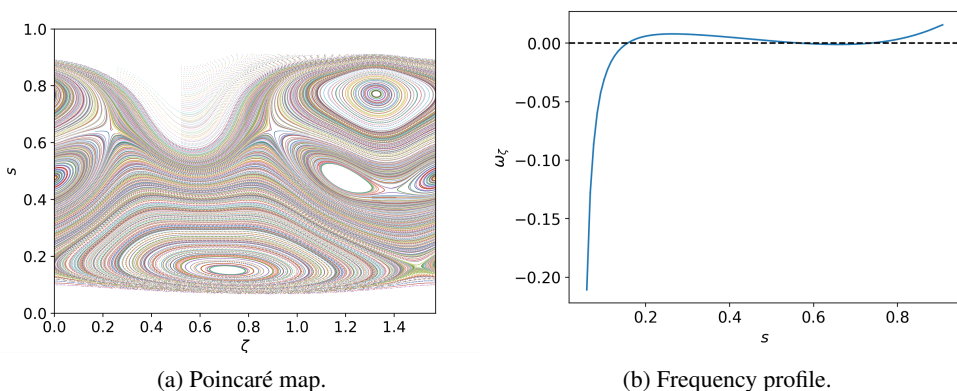 1.0
0.8
0.6
0.4
0.2
0.0
s
0.0 0.2 0.4 0.6 0.8 1.0 1.2 1.4
ζ
(a) Poincaré map.
0.00
−0.05
−0.10
−0.15
−0.20
ωζ
0.2 0.4 0.6 0.8
s
(b) Frequency profile.